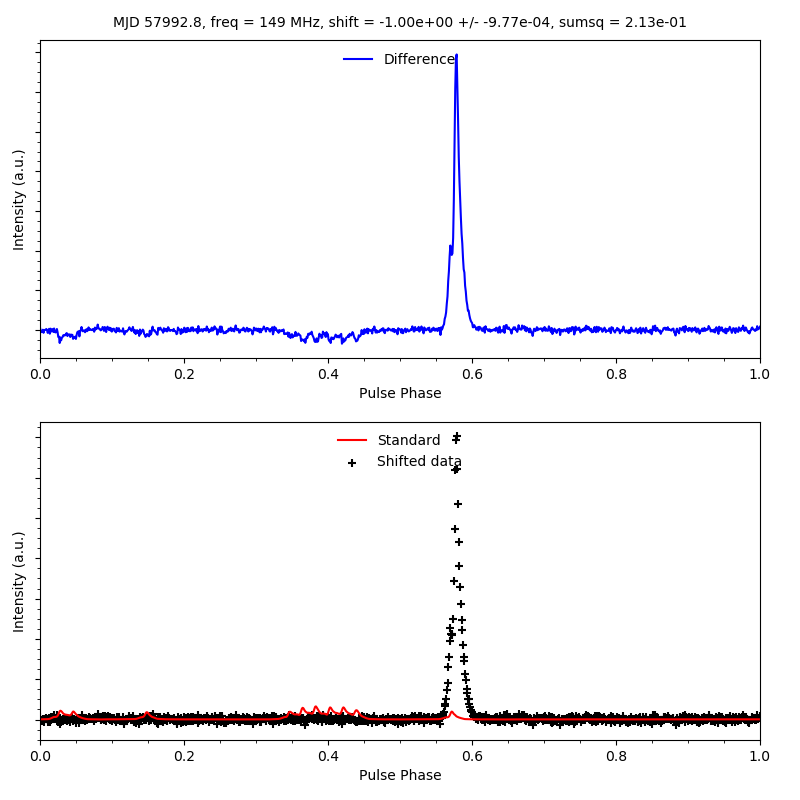 MJD 57992.8, freq = 149 MHz, shift = -1.00e+00 +/- -9.77e-04, sumsq = 2.13e-01
Difference
Intensity (a.u.)
0.0 0.2 0.4 0.6 0.8 1.0
Pulse Phase
Standard
Shifted data
Intensity (a.u.)
0.0 0.2 0.4 0.6 0.8 1.0
Pulse Phase